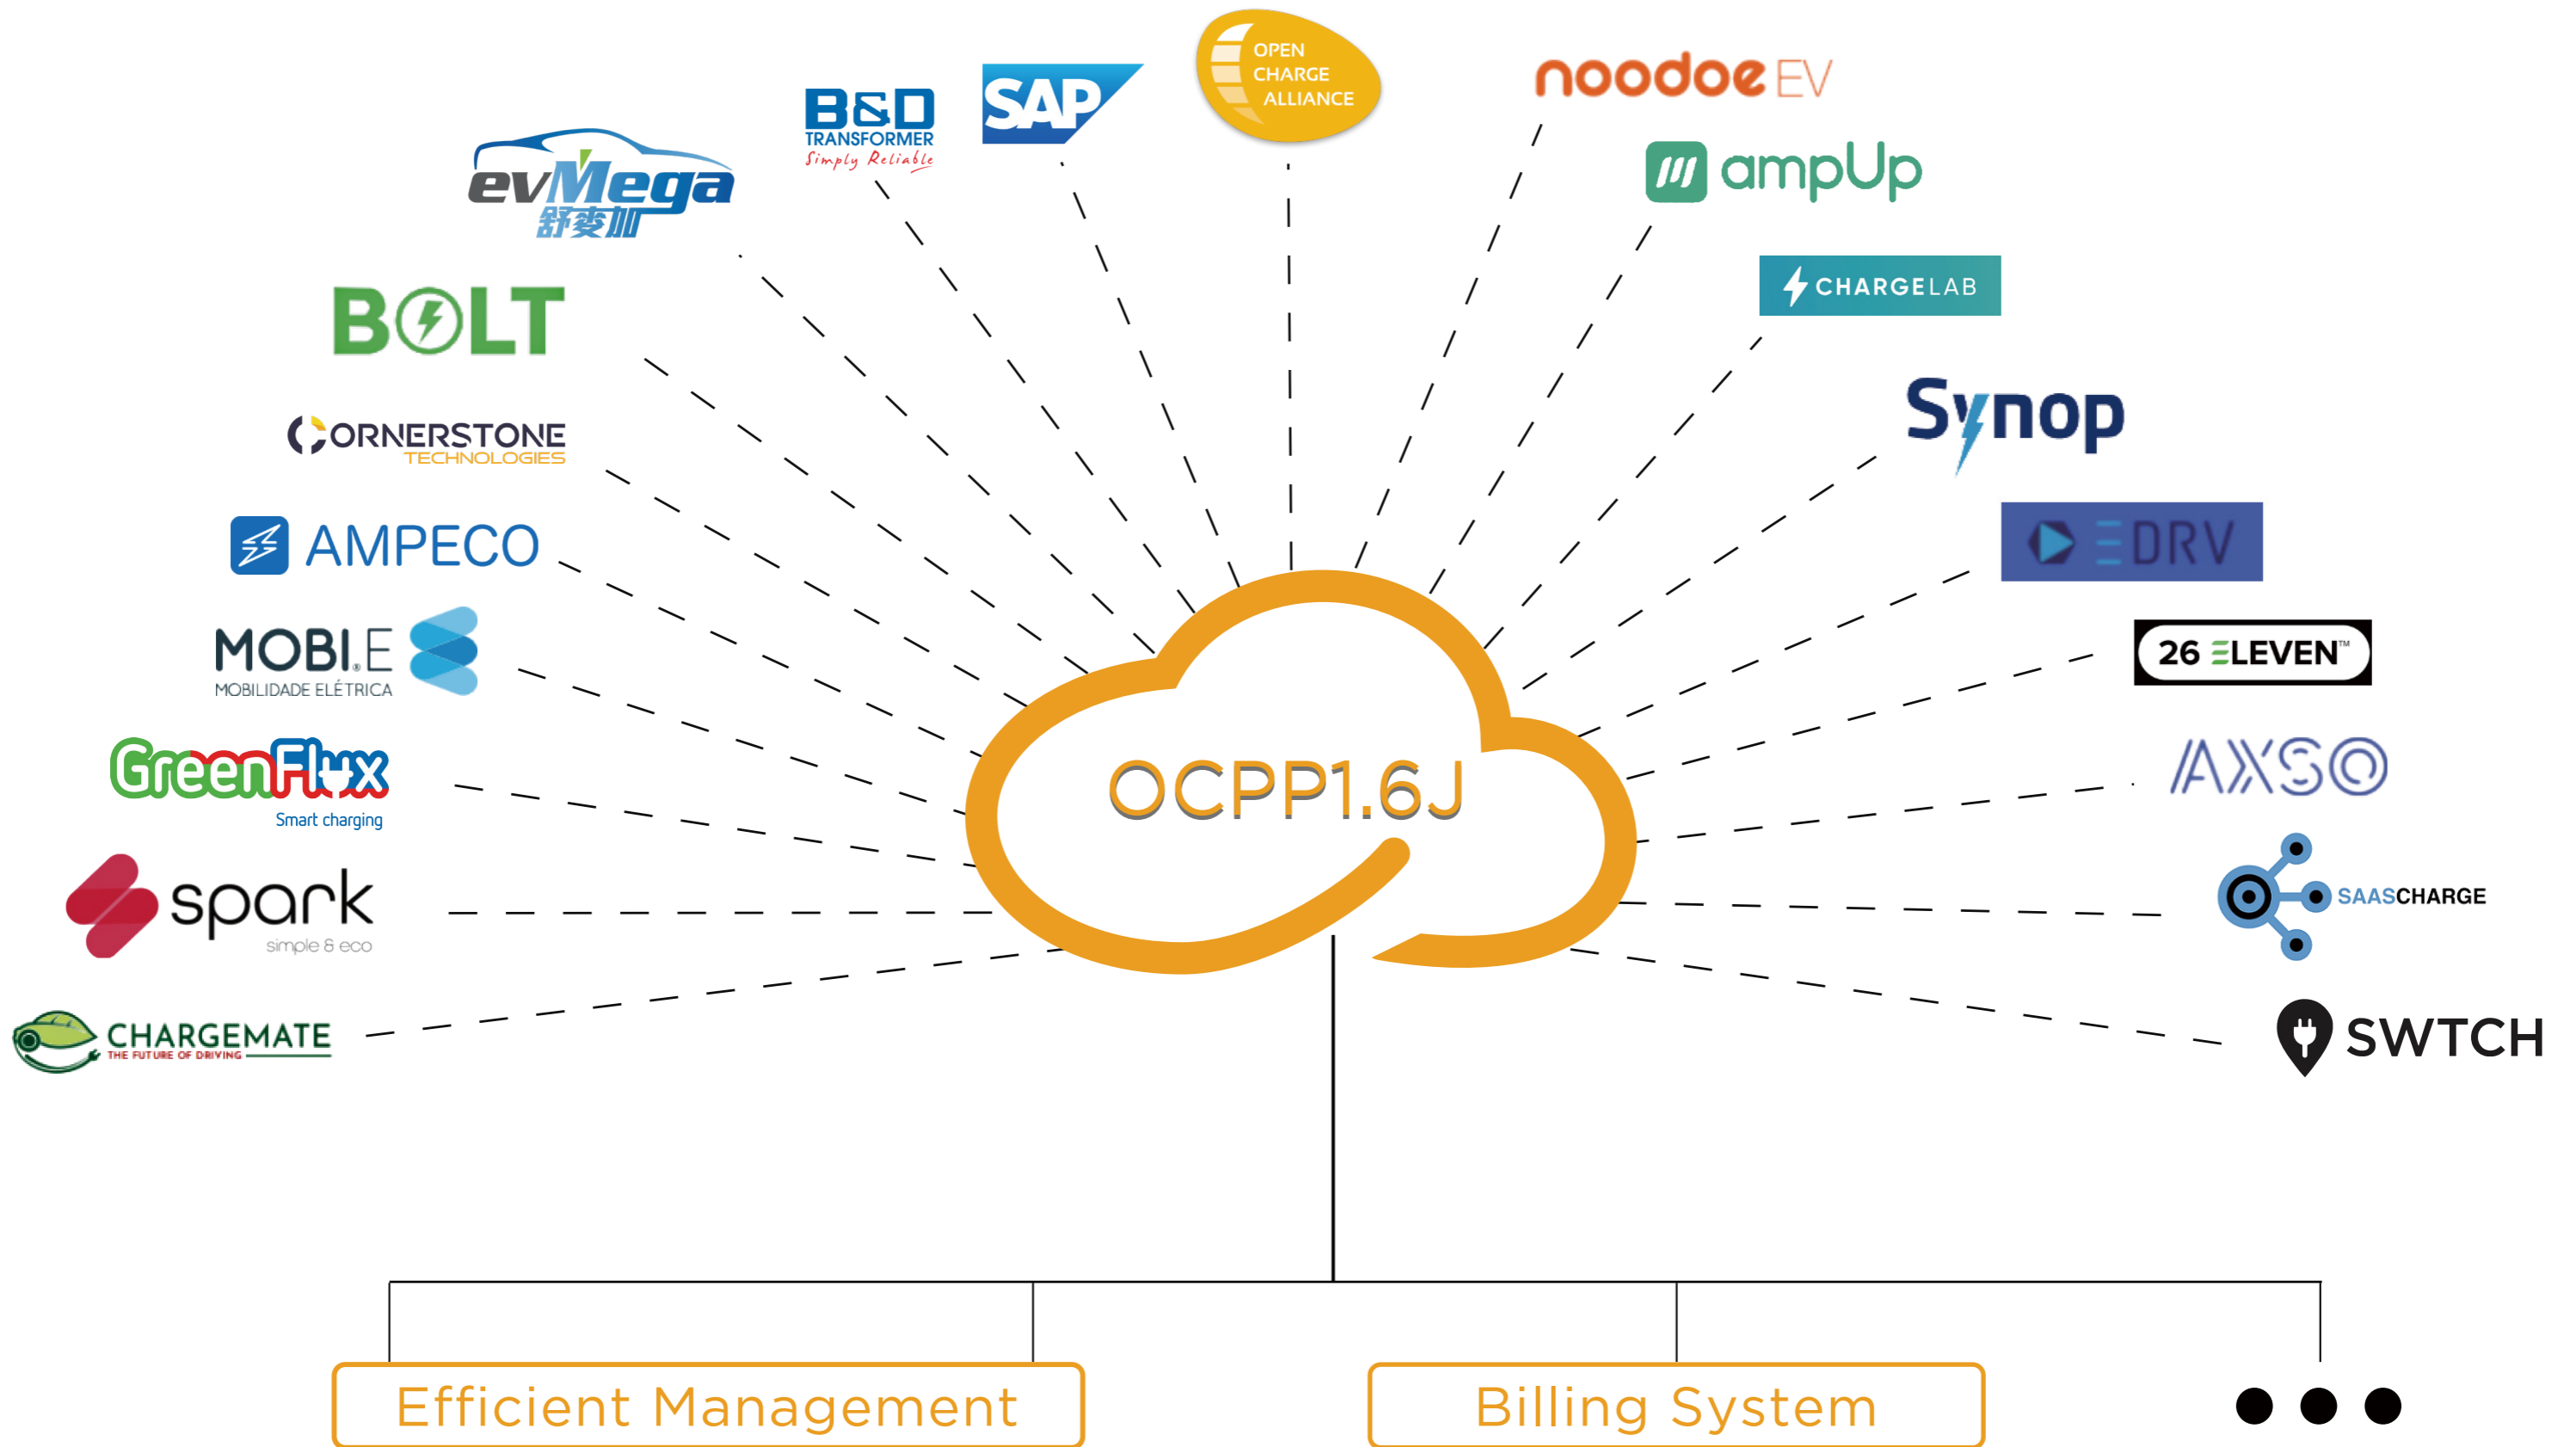 OPEN
CHARGE
ALLIANCE
noodoe EV
SAP
B&D
TRANSFORMER
Simply Reliable
ampUp
evMega
舒麥加
CHARGELAB
BOLT
Synop
CORNERSTONE
TECHNOLOGIES
AMPECO
EDRV
MOBI.E
®
MOBILIDADE ELÉTRICA
26 ELEVEN™
GreenFlux
Smart charging
AXSO
OCPP1.6J
spark
simple & eco
SAASCHARGE
CHARGEMATE
THE FUTURE OF DRIVING
SWTCH
Efficient Management
Billing System